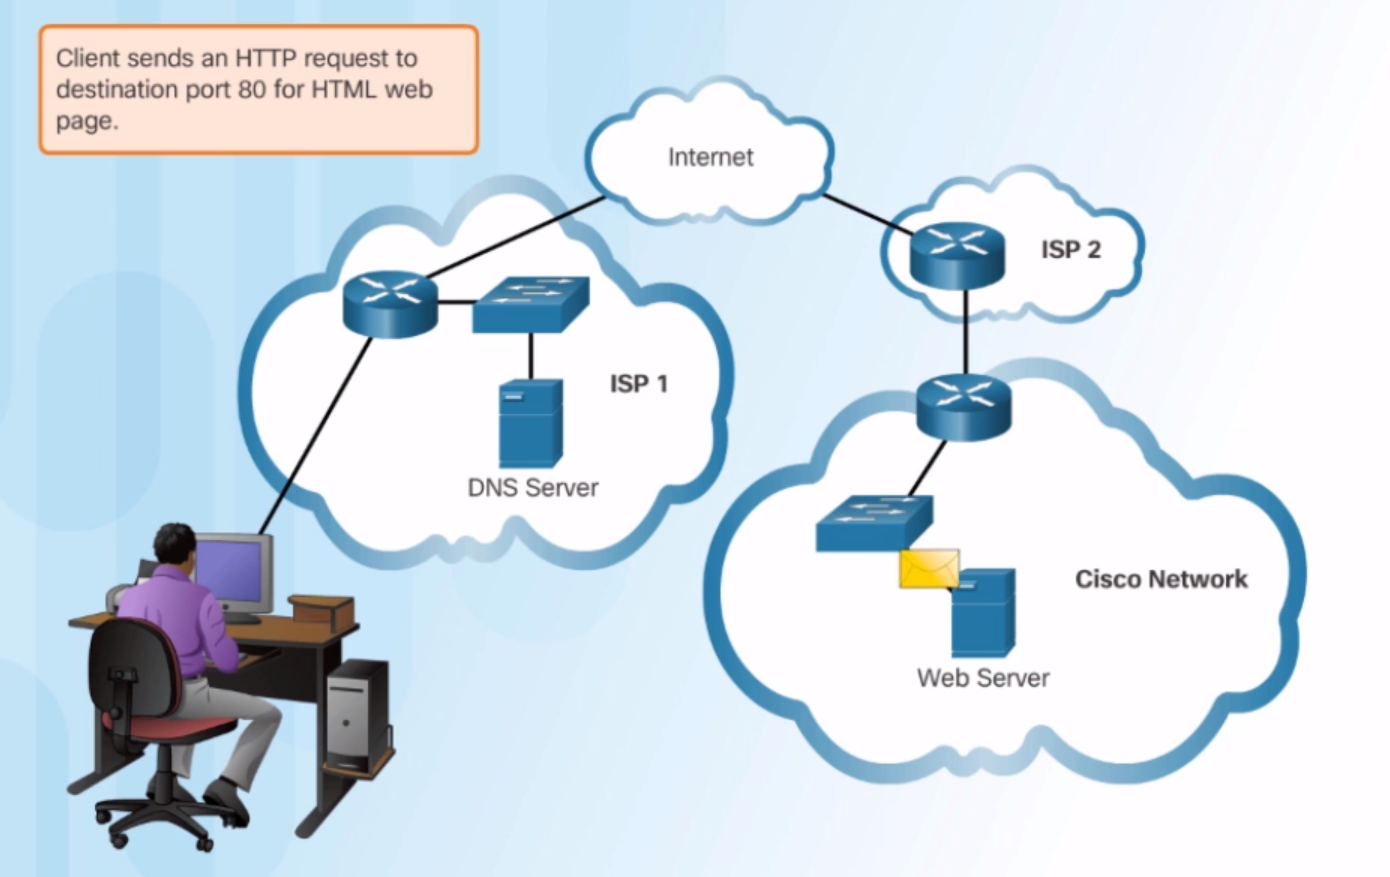 Client sends an HTTP request to
destination port 80 for HTML web
page.
Internet
ISP 2
ISP 1
DNS Server
Cisco Network
Web Server